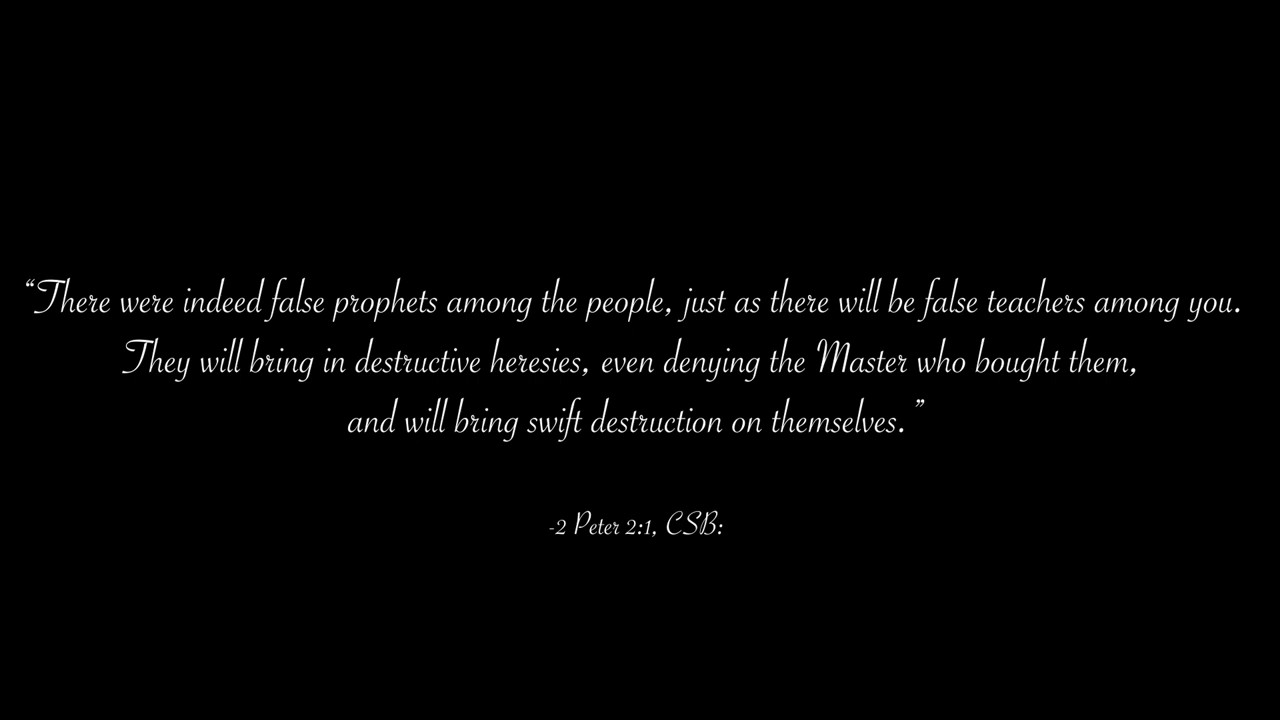 “There were indeed false prophets among the people, just as there will be false teachers among you.
They will bring in destructive heresies, even denying the Master who bought them,
and will bring swift destruction on themselves.”
-2 Peter 2:1, CSB: